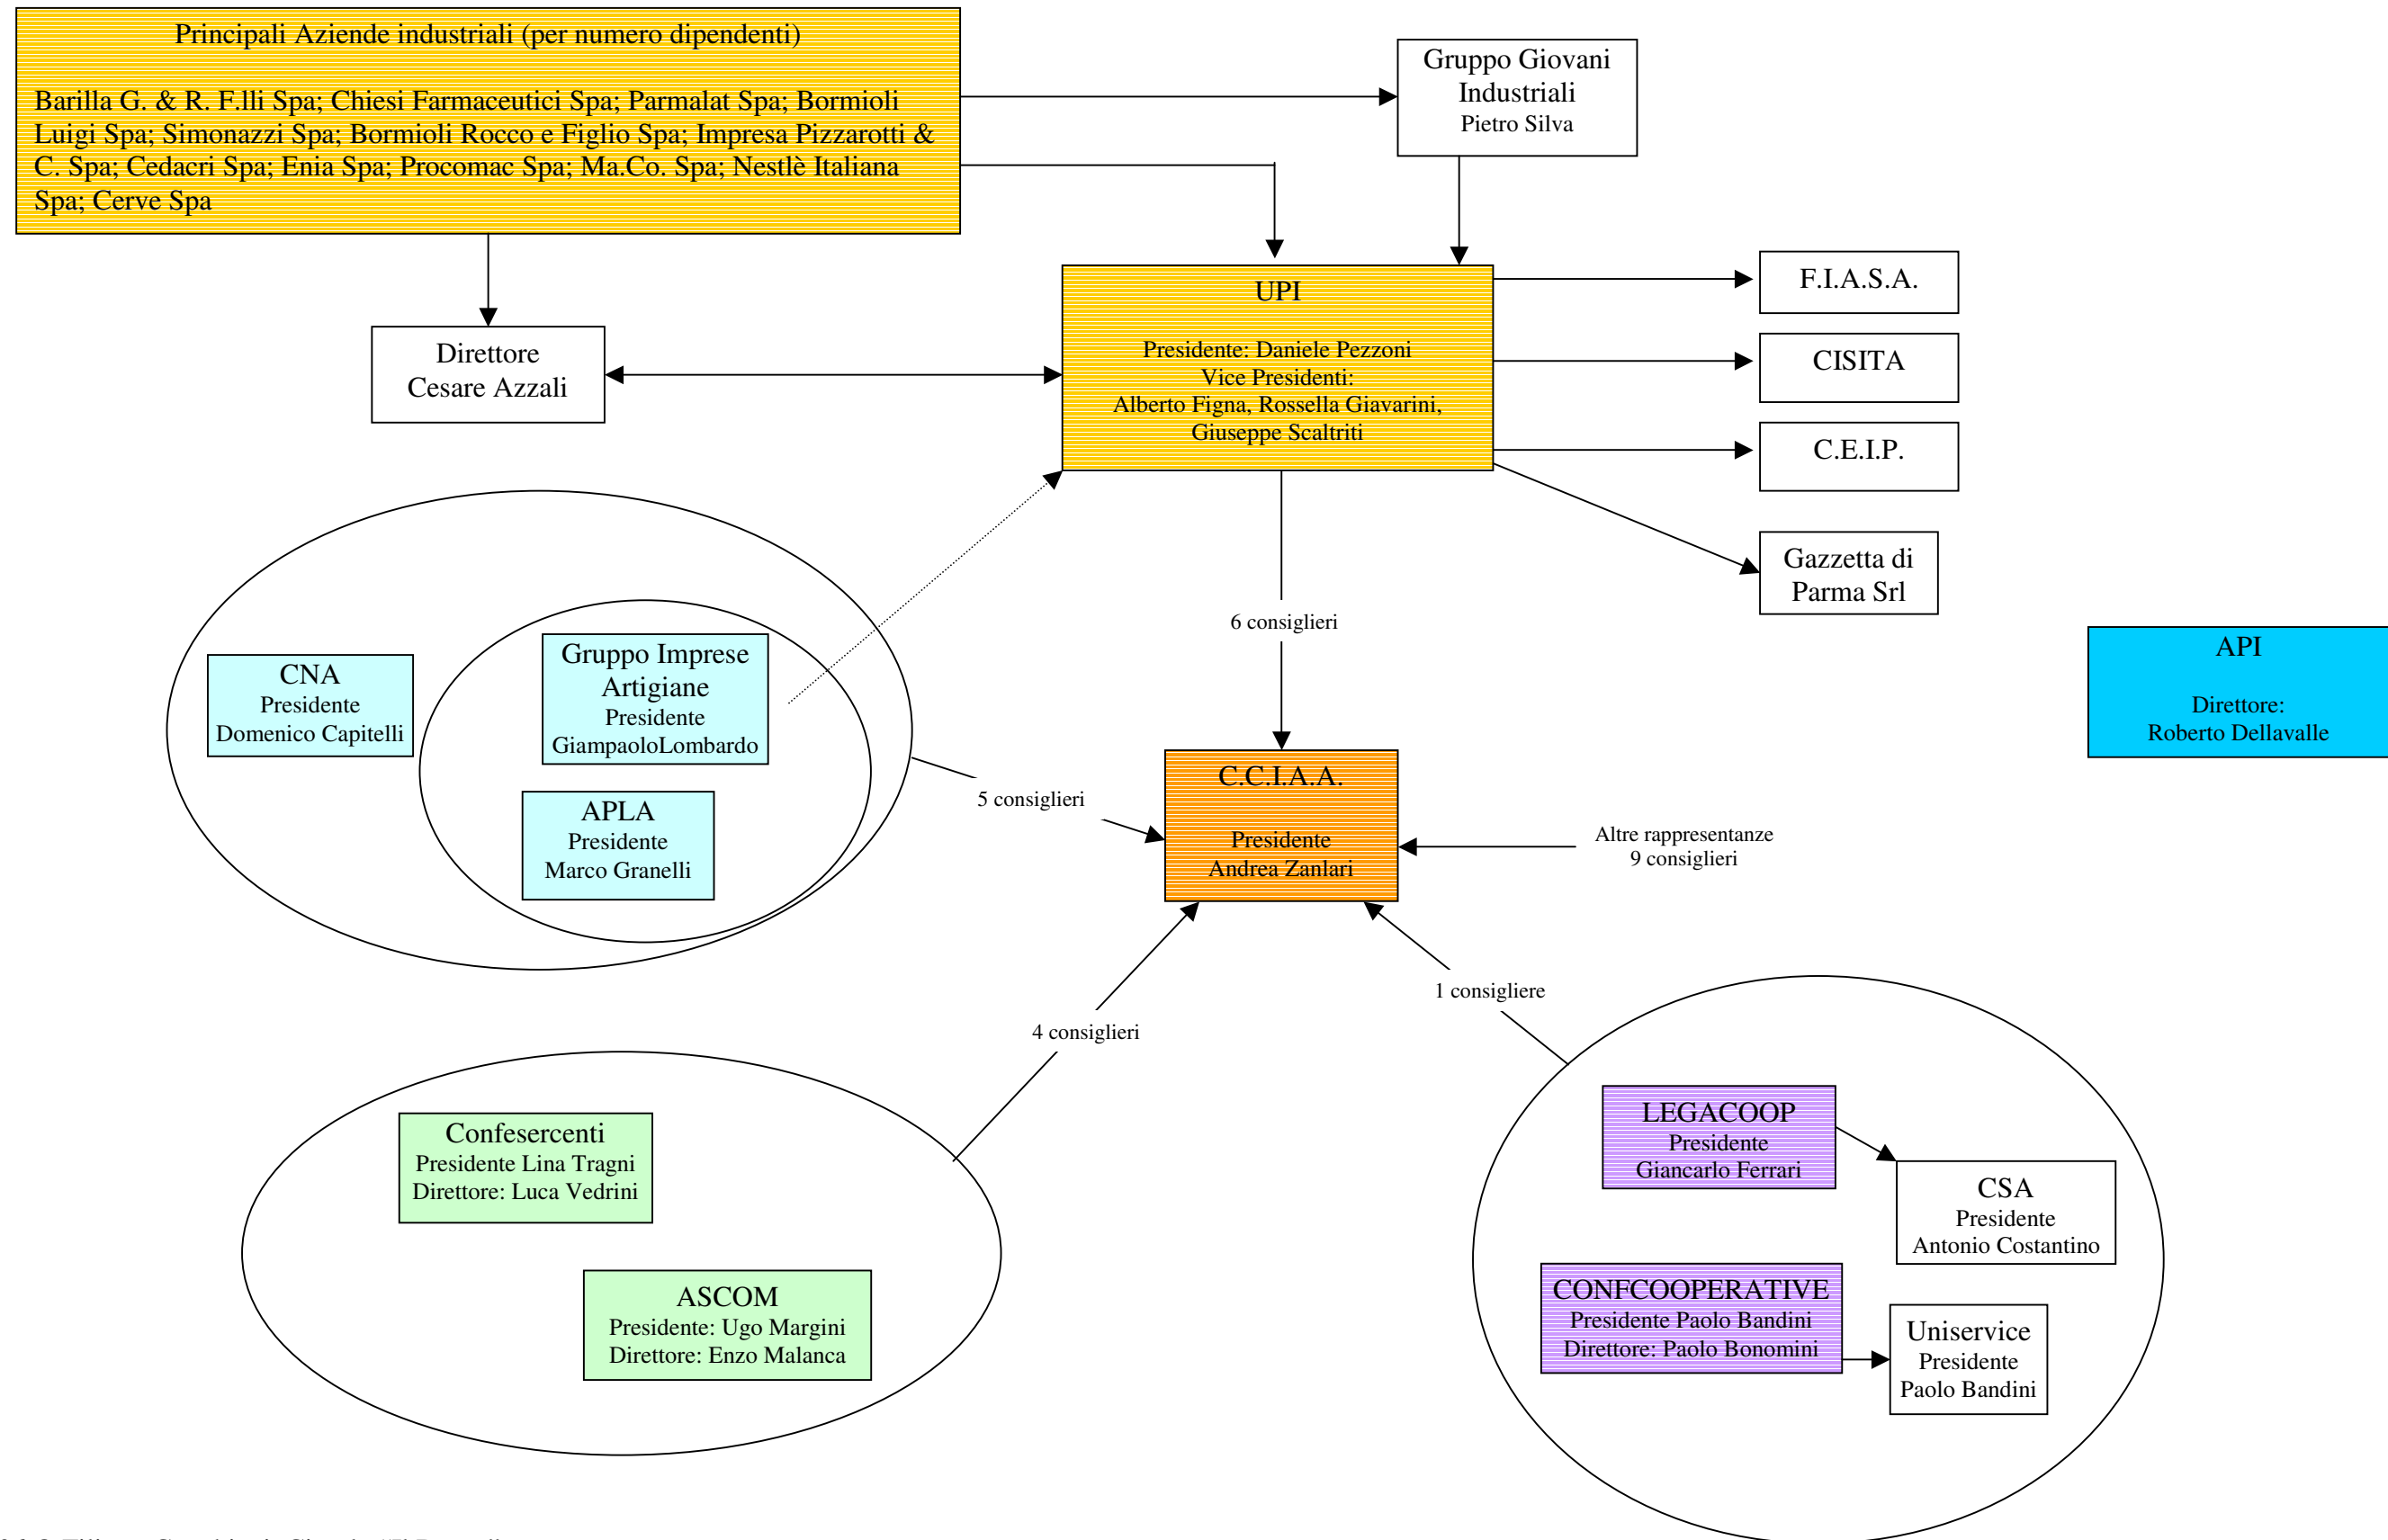 Principali Aziende industriali (per numero dipendenti)
Barilla G. & R. F.lli Spa; Chiesi Farmaceutici Spa; Parmalat Spa; Bormioli
Luigi Spa; Simonazzi Spa; Bormioli Rocco e Figlio Spa; Impresa Pizzarotti &
C. Spa; Cedacri Spa; Enia Spa; Procomac Spa; Ma.Co. Spa; Nestlè Italiana
Spa; Cerve Spa
Gruppo Giovani
Industriali
Pietro Silva
Direttore
Cesare Azzali
UPI
Presidente: Daniele Pezzoni
Vice Presidenti:
Alberto Figna, Rossella Giavarini,
Giuseppe Scaltriti
F.I.A.S.A.
CISITA
C.E.I.P.
Gazzetta di
Parma Srl
6 consiglieri
API
Direttore:
Roberto Dellavalle
CNA
Presidente
Domenico Capitelli
Gruppo Imprese
Artigiane
Presidente
GiampaoloLombardo
APLA
Presidente
Marco Granelli
5 consiglieri
C.C.I.A.A.
Presidente
Andrea Zanlari
Altre rappresentanze
9 consiglieri
4 consiglieri
1 consigliere
Confesercenti
Presidente Lina Tragni
Direttore: Luca Vedrini
ASCOM
Presidente: Ugo Margini
Direttore: Enzo Malanca
LEGACOOP
Presidente
Giancarlo Ferrari
CSA
Presidente
Antonio Costantino
CONFCOOPERATIVE
Presidente Paolo Bandini
Direttore: Paolo Bonomini
Uniservice
Presidente
Paolo Bandini